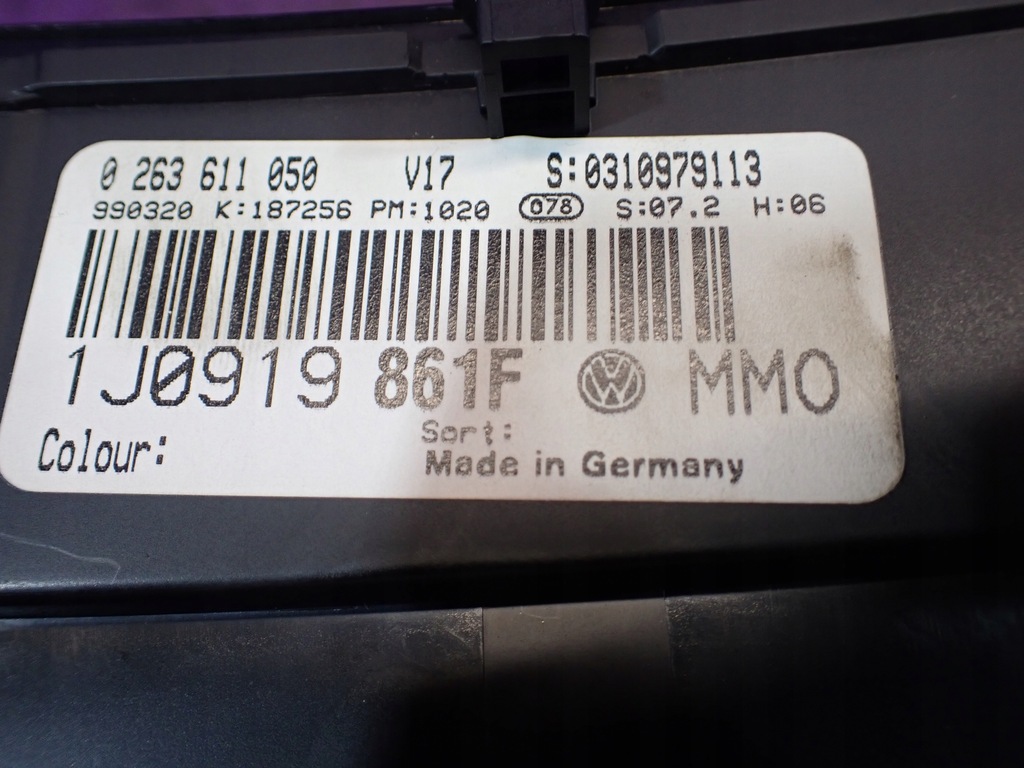 0 263 611 050 V17 S:0310979113
990320 K:187256 PM:1020 078 S:07.2 H:06
1J0919 861F VW MMO
Colour: Sort:
Made in Germany